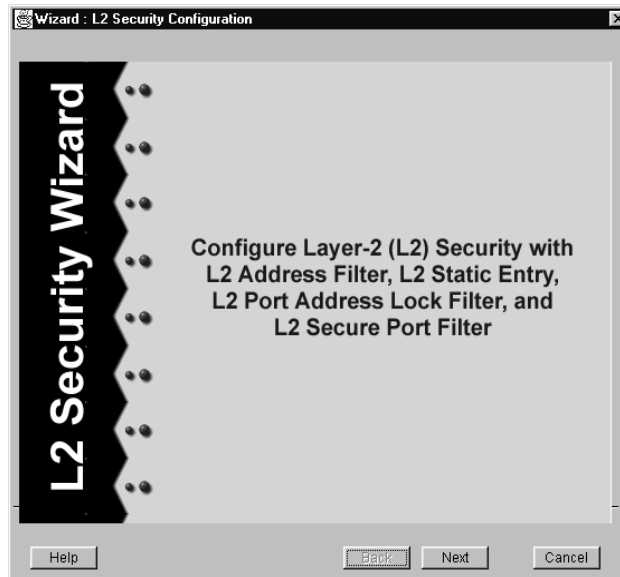 Wizard : L2 Security Configuration
L2 Security Wizard
Configure Layer-2 (L2) Security with
L2 Address Filter, L2 Static Entry,
L2 Port Address Lock Filter, and
L2 Secure Port Filter
Help
Back
Next
Cancel